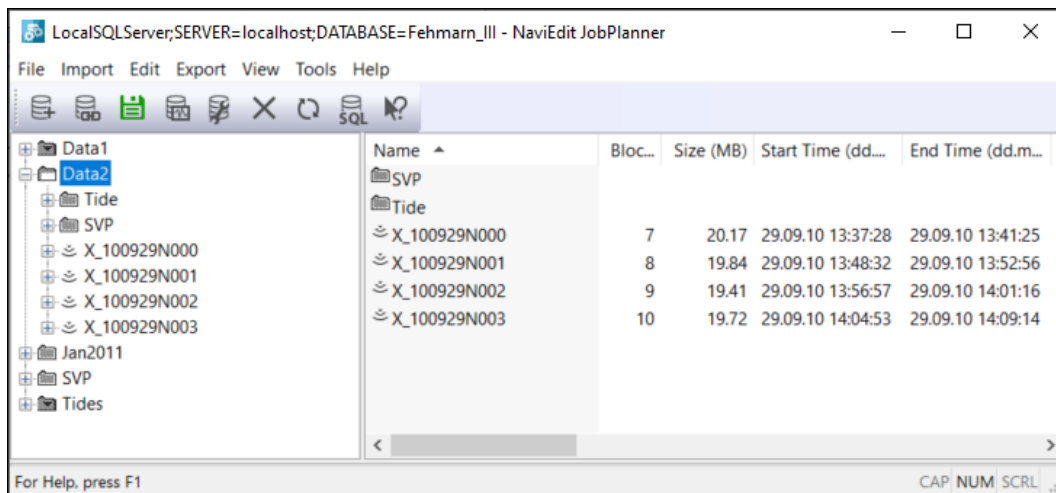 LocalSQLServer;SERVER=localhost;DATABASE=Fehmarn_III - NaviEdit JobPlanner
File Import Edit Export View Tools Help
SQL
Data1
Data2
Tide
SVP
X_100929N000
X_100929N001
X_100929N002
X_100929N003
Jan2011
SVP
Tides
Name Bloc... Size (MB) Start Time (dd.... End Time (dd.m...
SVP
Tide
X_100929N000 7 20.17 29.09.10 13:37:28 29.09.10 13:41:25
X_100929N001 8 19.84 29.09.10 13:48:32 29.09.10 13:52:56
X_100929N002 9 19.41 29.09.10 13:56:57 29.09.10 14:01:16
X_100929N003 10 19.72 29.09.10 14:04:53 29.09.10 14:09:14
For Help, press F1
CAP NUM SCRL